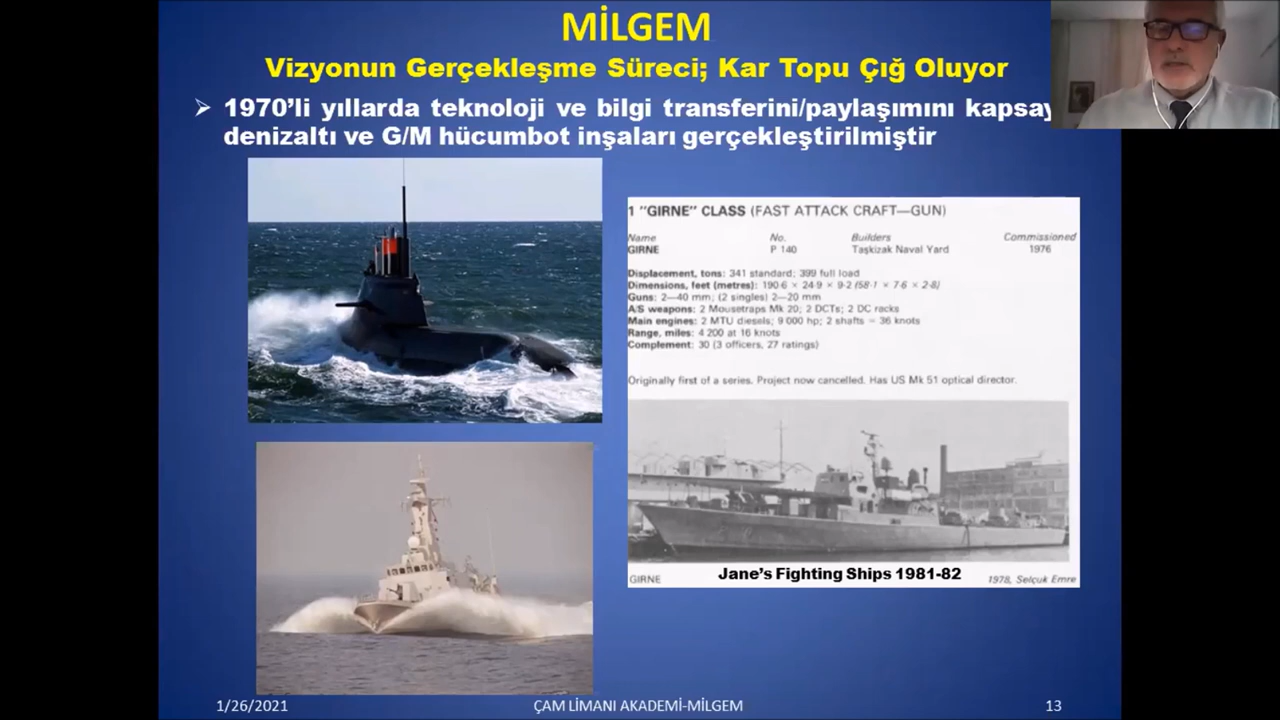 MİLGEM
Vizyonun Gerçekleşme Süreci; Kar Topu Çığ Oluyor
➢ 1970’li yıllarda teknoloji ve bilgi transferini/paylaşımını kapsay
denizaltı ve G/M hücumbot inşaları gerçekleştirilmiştir
1 "GIRNE" CLASS (FAST ATTACK CRAFT—GUN)
Name No. Builders Commissioned
GIRNE P 140 Taşkizak Naval Yard 1976
Displacement, tons: 341 standard; 399 full load
Dimensions, feet (metres): 190·6 × 24·9 × 9·2 (58·1 × 7·6 × 2·8)
Guns: 2—40 mm; (2 singles) 2—20 mm
A/S weapons: 2 Mousetraps Mk 20; 2 DCTs; 2 DC racks
Main engines: 2 MTU diesels; 9 000 hp; 2 shafts = 36 knots
Range, miles: 4 200 at 16 knots
Complement: 30 (3 officers, 27 ratings)
Originally first of a series. Project now cancelled. Has US Mk 51 optical director.
GIRNE Jane’s Fighting Ships 1981-82 1978, Selçuk Emre
1/26/2021 ÇAM LİMANI AKADEMİ-MİLGEM 13